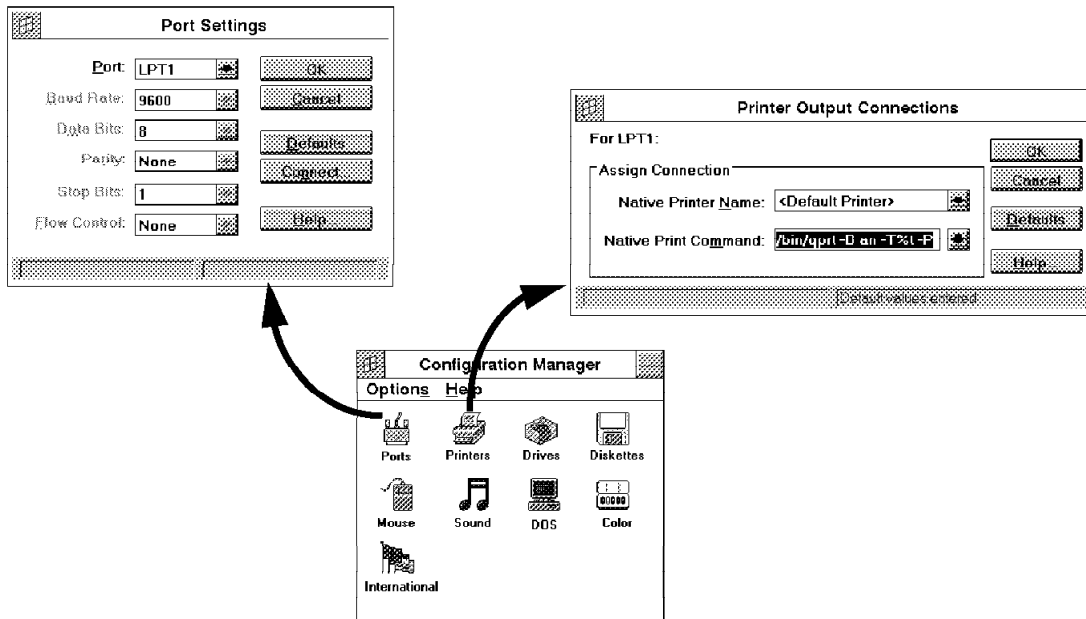 Port Settings
Port: LPT1
OK
Baud Rate: 9600
Cancel
Data Bits: 8
Defaults
Parity: None
Connect...
Stop Bits: 1
Flow Control: None
Help
Printer Output Connections
For LPT1:
OK
Assign Connection
Cancel
Native Printer Name: <Default Printer>
Defaults
Native Print Command: /bin/qprt -D an -T%t -P
Help
Default values entered
Configuration Manager
Options Help
Ports Printers Drives Diskettes
Mouse Sound DOS Color
International